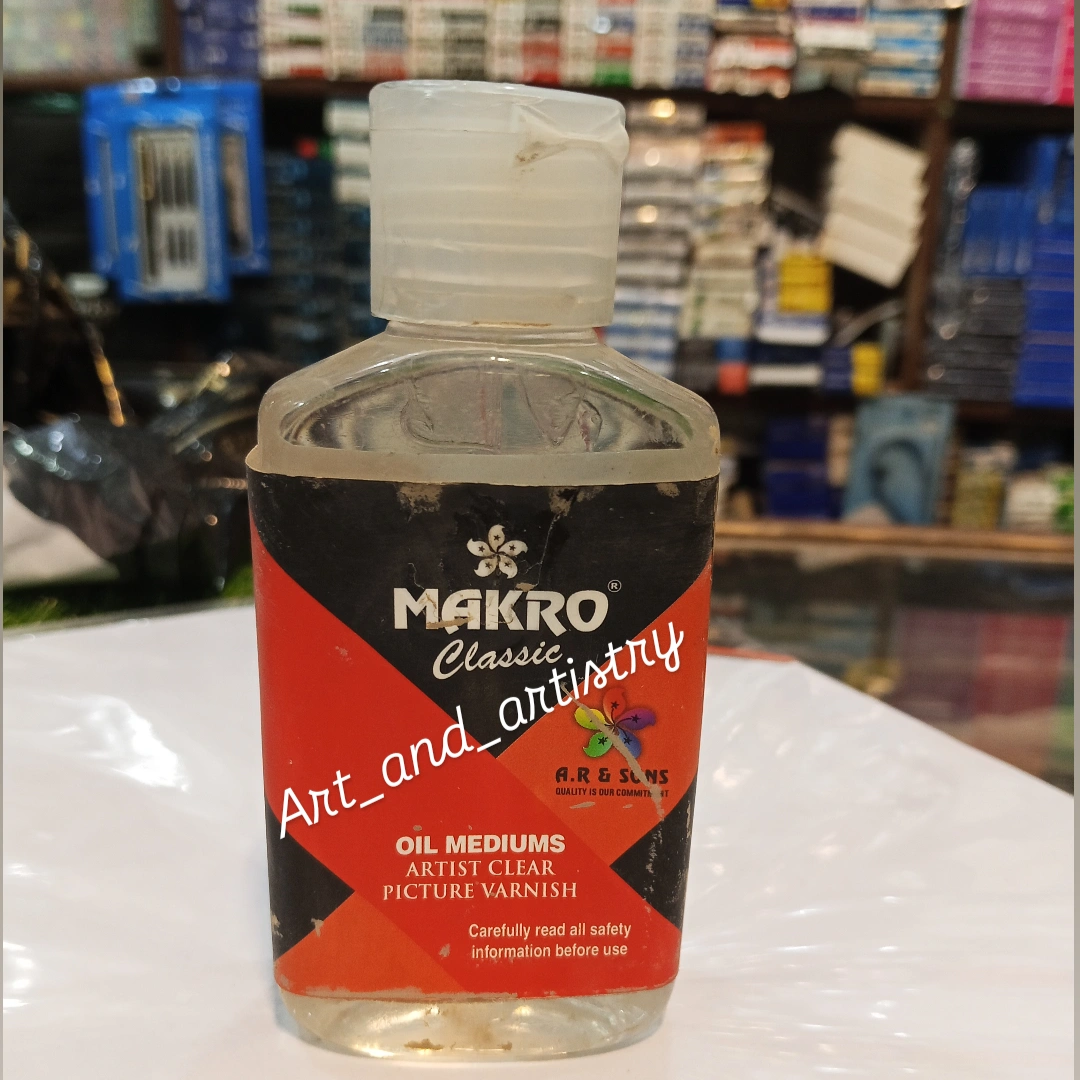 MAKRO®
Classic
Art_and_artistry
A.R & SONS
QUALITY IS OUR COMMITMENT
OIL MEDIUMS
ARTIST CLEAR
PICTURE VARNISH
Carefully read all safety
information before use